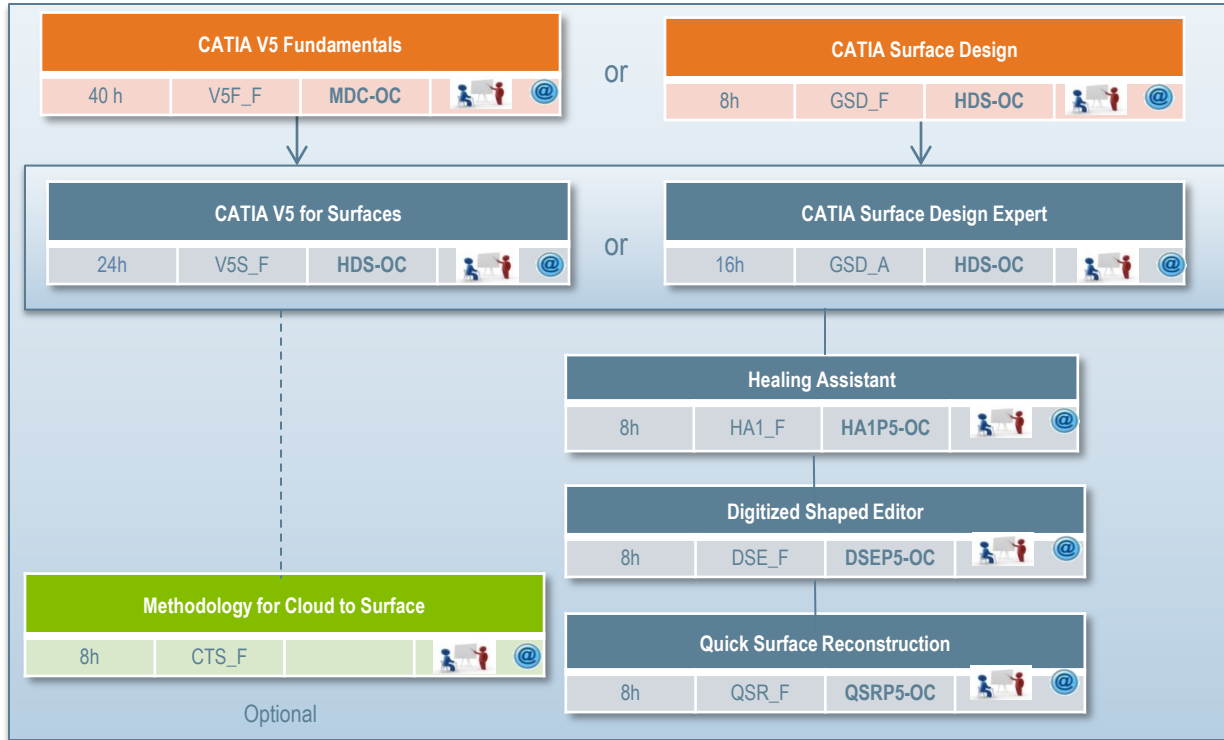 CATIA V5 Fundamentals
40 h V5F_F MDC-OC @
or
CATIA Surface Design
8h GSD_F HDS-OC @
CATIA V5 for Surfaces
24h V5S_F HDS-OC @
or
CATIA Surface Design Expert
16h GSD_A HDS-OC @
Healing Assistant
8h HA1_F HA1P5-OC @
Digitized Shaped Editor
8h DSE_F DSEP5-OC @
Methodology for Cloud to Surface
8h CTS_F @
Optional
Quick Surface Reconstruction
8h QSR_F QSRP5-OC @